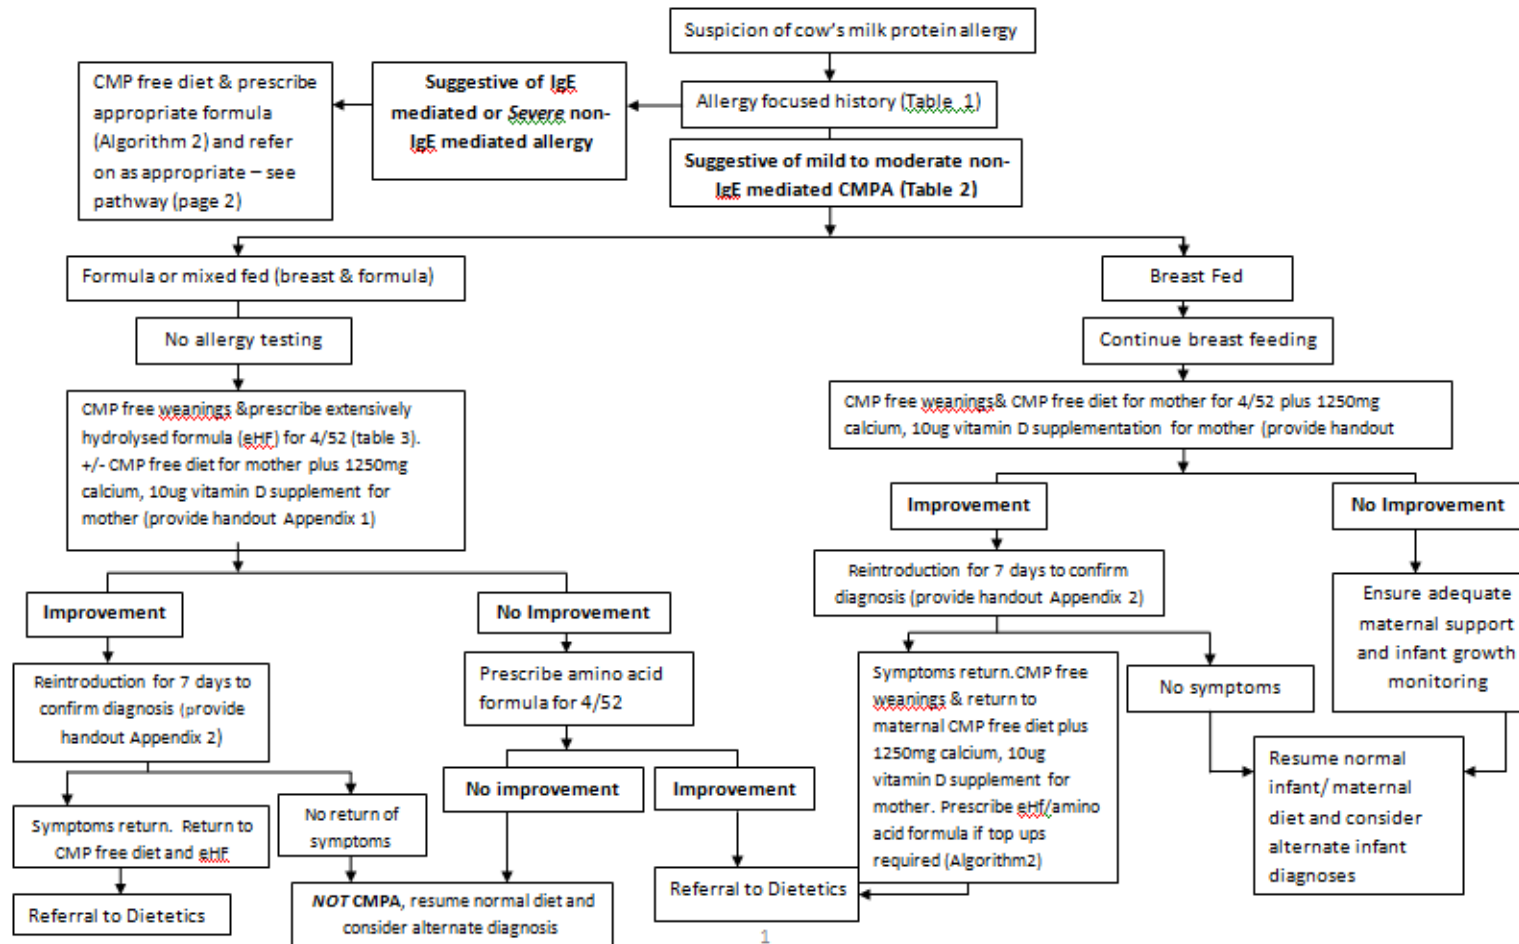 Suspicion of cow's milk protein allergy
CMP free diet & prescribe
appropriate formula
(Algorithm 2) and refer
on as appropriate – see
pathway (page 2)
Suggestive of IgE
mediated or Severe non-
IgE mediated allergy
Allergy focused history (Table 1)
Suggestive of mild to moderate non-
IgE mediated CMPA (Table 2)
Formula or mixed fed (breast & formula)
No allergy testing
CMP free weanings &prescribe extensively
hydrolysed formula (eHF) for 4/52 (table 3).
+/- CMP free diet for mother plus 1250mg
calcium, 10ug vitamin D supplement for
mother (provide handout Appendix 1)
Improvement
Reintroduction for 7 days to
confirm diagnosis (provide
handout Appendix 2)
Symptoms return. Return to
CMP free diet and eHF
Referral to Dietetics
No return of
symptoms
No Improvement
Prescribe amino acid
formula for 4/52
No improvement
NOT CMPA, resume normal diet and
consider alternate diagnosis
Improvement
Referral to Dietetics
Breast Fed
Continue breast feeding
CMP free weanings& CMP free diet for mother for 4/52 plus 1250mg
calcium, 10ug vitamin D supplementation for mother (provide handout
Improvement
Reintroduction for 7 days to confirm
diagnosis (provide handout Appendix 2)
Symptoms return.CMP free
weanings & return to
maternal CMP free diet plus
1250mg calcium, 10ug
vitamin D supplement for
mother. Prescribe eHf/amino
acid formula if top ups
required (Algorithm2)
No symptoms
No Improvement
Ensure adequate
maternal support
and infant growth
monitoring
Resume normal
infant/ maternal
diet and consider
alternate infant
diagnoses
1